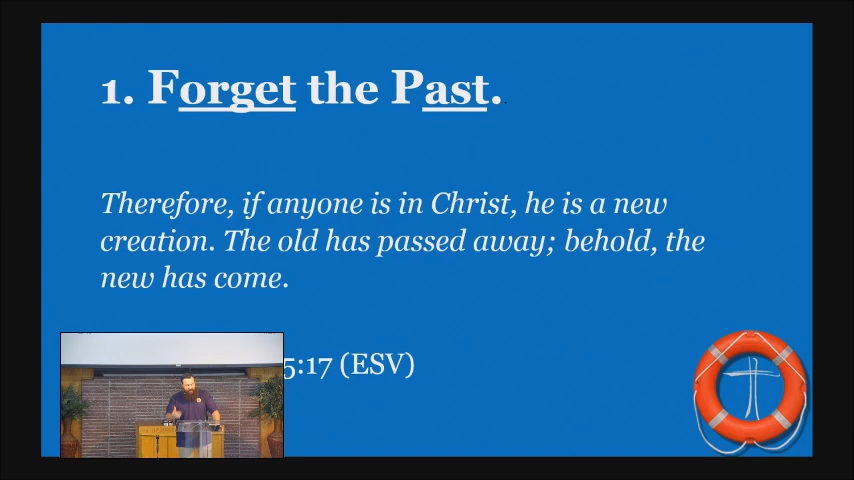 1. Forget the Past.
Therefore, if anyone is in Christ, he is a new
creation. The old has passed away; behold, the
new has come.
5:17 (ESV)